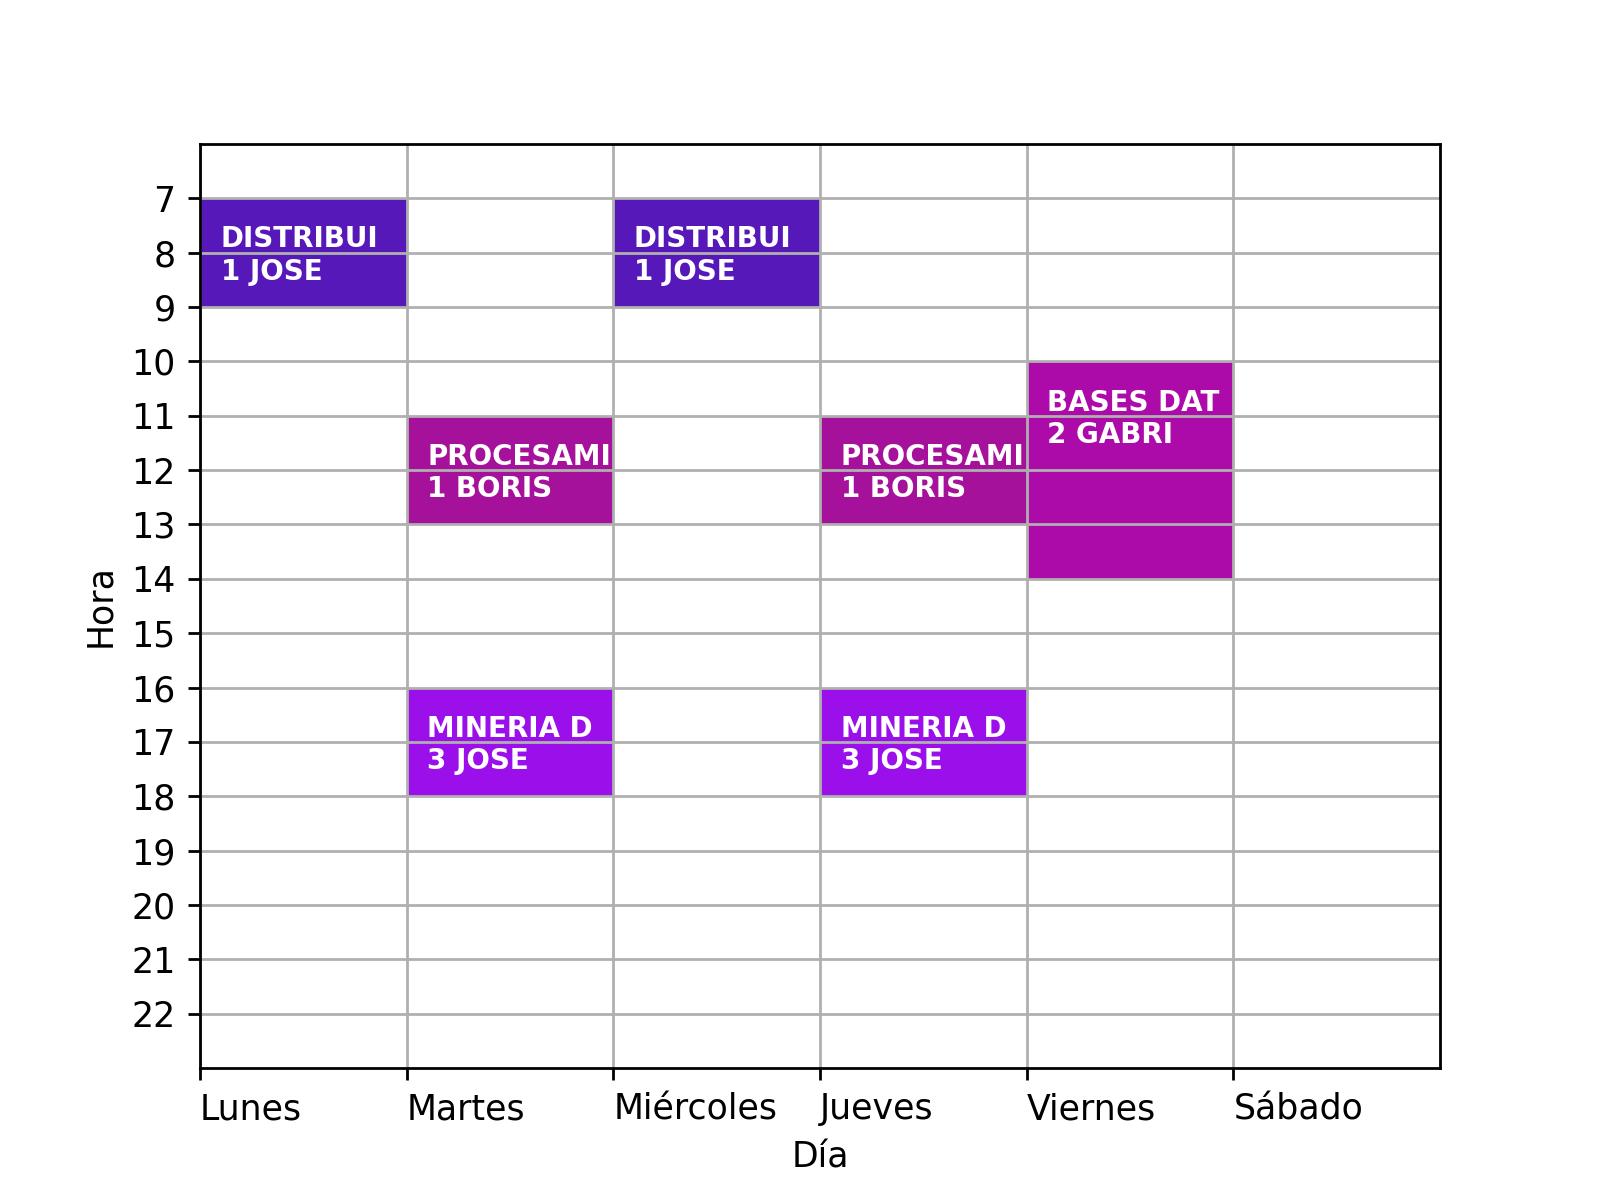 7
DISTRIBUI
1 JOSE
DISTRIBUI
1 JOSE
8
9
10
BASES DAT
2 GABRI
11
PROCESAMI
1 BORIS
PROCESAMI
1 BORIS
12
13
14
Hora
15
16
MINERIA D
3 JOSE
MINERIA D
3 JOSE
17
18
19
20
21
22
Lunes Martes Miércoles Jueves Viernes Sábado
Día